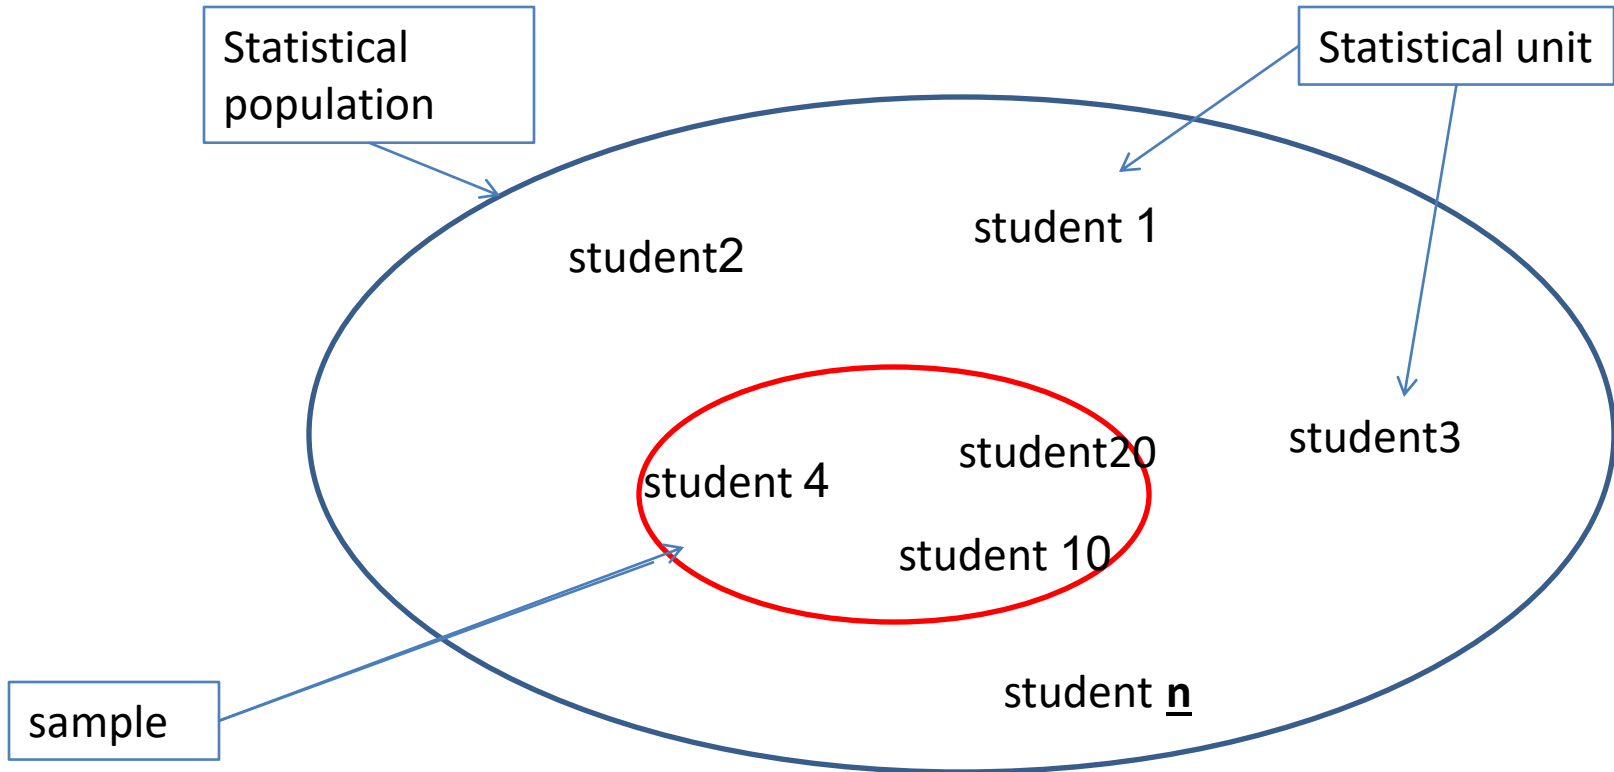 Statistical
population
Statistical unit
student 1
student2
student3
student20
student 4
student 10
student n
sample